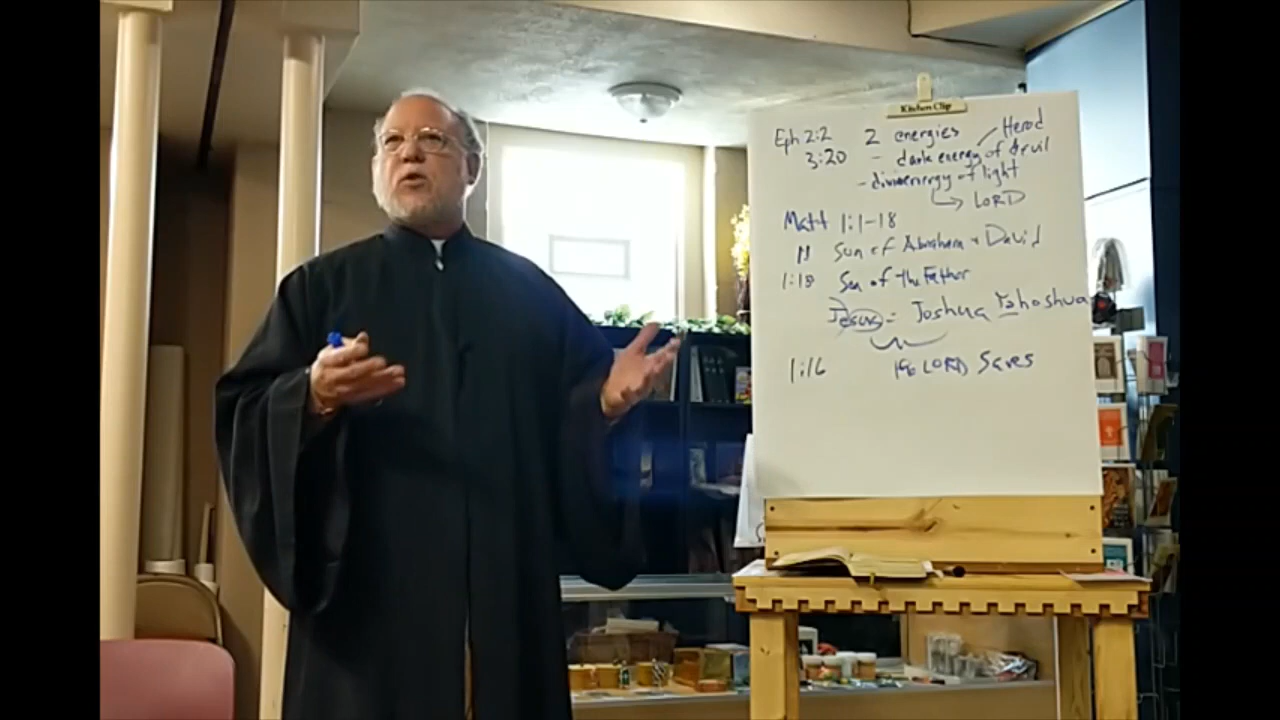 Kitchen Clip
Eph 2:2 2 energies Herod
3:20 - dark energy of devil
- divine energy of light
LORD
Matt 1:1-18
Son of Abraham + David
1:18 Son of the Father
Jesus = Joshua Yahoshua
1:16 LORD Saves